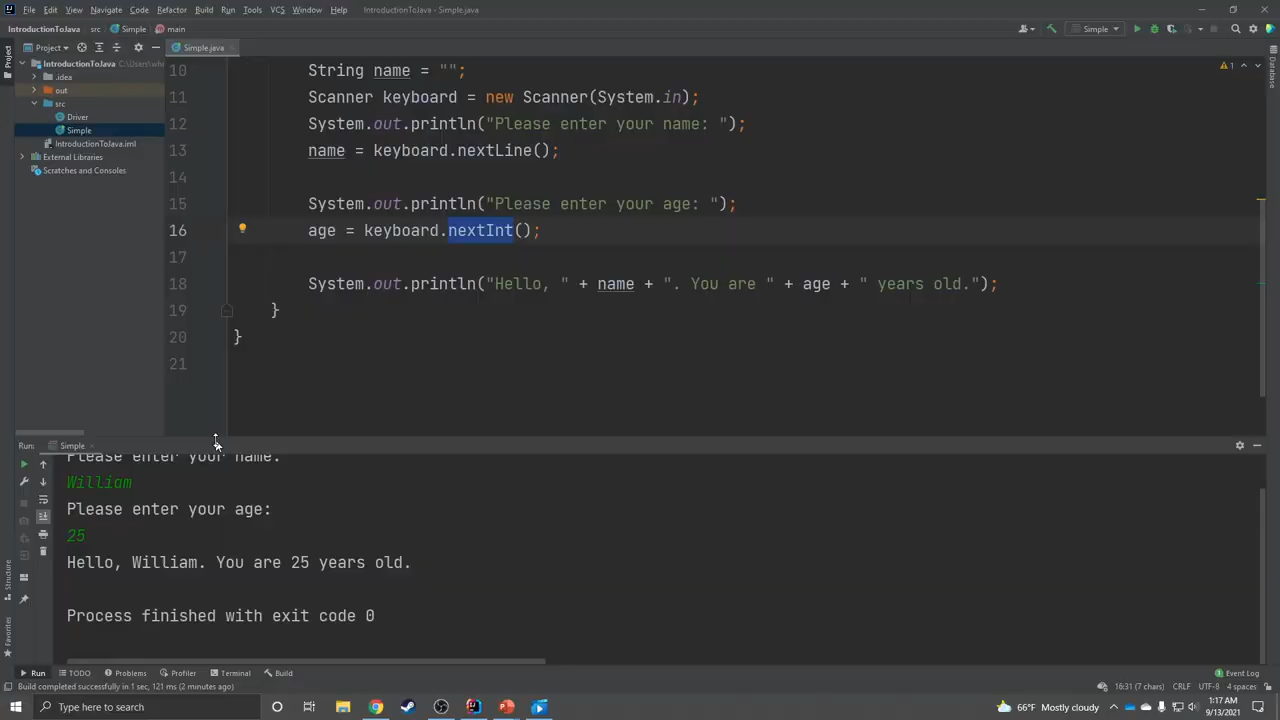 File Edit View Navigate Code Refactor Build Run Tools VCS Window Help IntroductionToJava - Simple.java
IntroductionToJava src Simple main Simple
Project Simple.java
Project
IntroductionToJava C:\Users\
.idea
out
src
Driver
Simple
IntroductionToJava.iml
External Libraries
Scratches and Consoles
1
Database
10 String name = "";
11 Scanner keyboard = new Scanner(System.in);
12 System.out.println("Please enter your name: ");
13 name = keyboard.nextLine();
14
15 System.out.println("Please enter your age: ");
16 age = keyboard.nextInt();
17
18 System.out.println("Hello, " + name + ". You are " + age + " years old.");
19 }
20 }
21
Run: Simple
Please enter your name:
William
Please enter your age:
25
Hello, William. You are 25 years old.
Process finished with exit code 0
Structure
Favorites
Run TODO Problems Profiler Terminal Build Event Log
Build completed successfully in 1 sec, 121 ms (2 minutes ago) 16:31 (7 chars) CRLF UTF-8 4 spaces
Type here to search 66°F Mostly cloudy 1:17 AM
9/13/2021